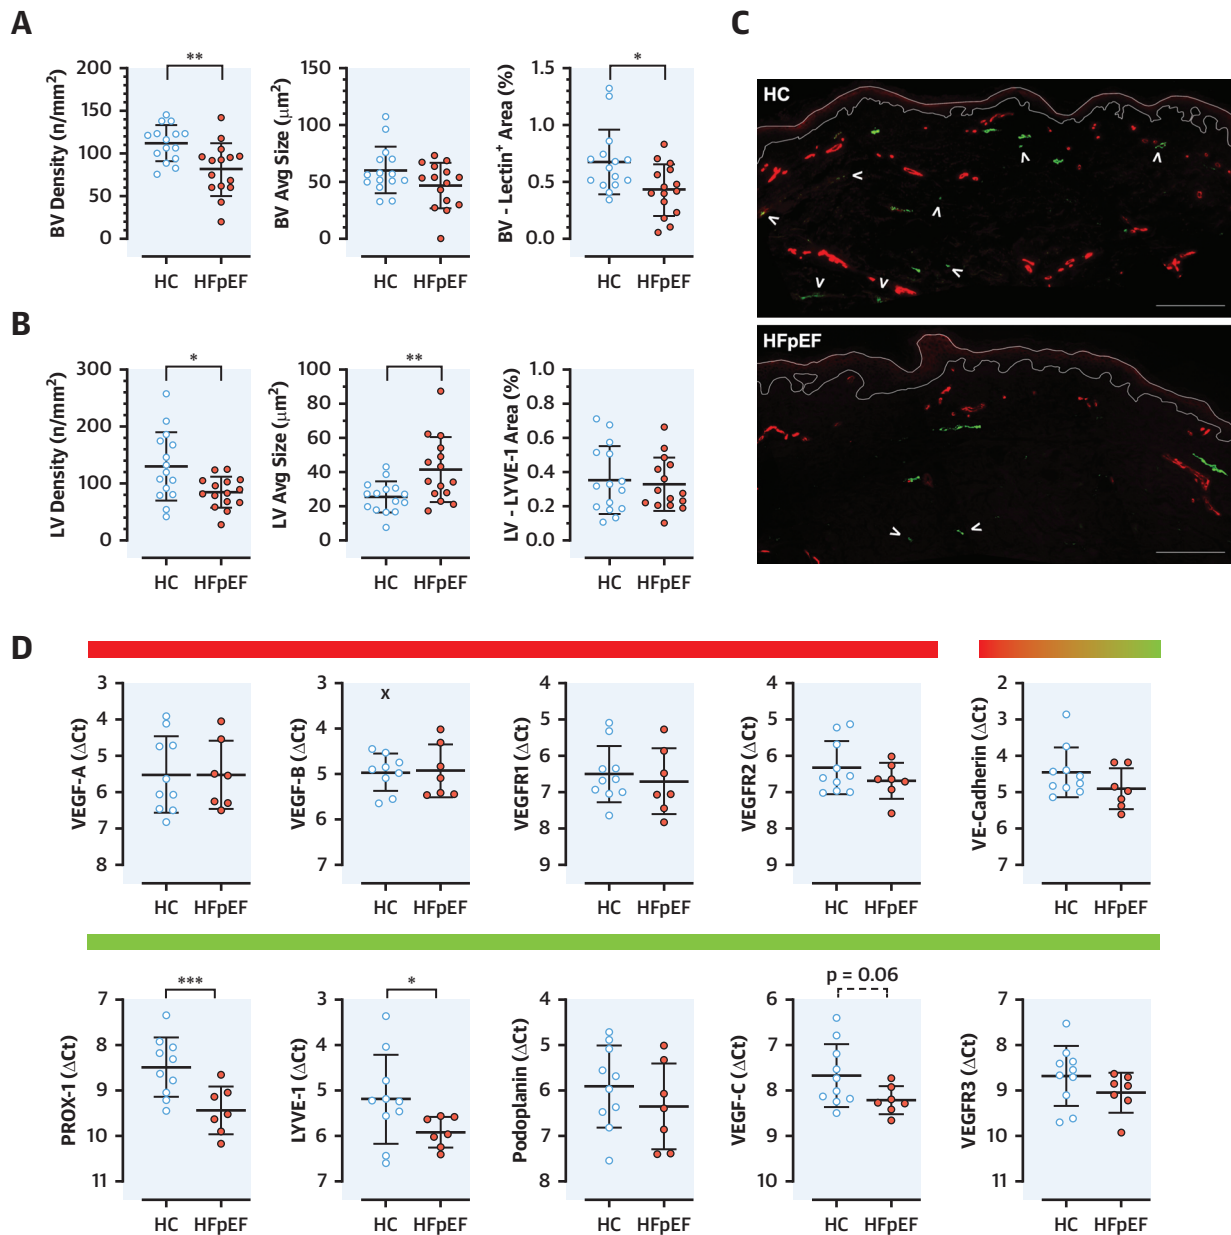 A
BV Density (n/mm²)
200
150
100
50
0
**
HC HFpEF
BV Avg Size (μm²)
150
100
50
0
HC HFpEF
BV - Lectin⁺ Area (%)
1.5
1.0
0.5
0.0
*
HC HFpEF
B
LV Density (n/mm²)
300
200
100
0
*
HC HFpEF
LV Avg Size (μm²)
100
80
60
40
20
0
**
HC HFpEF
LV - LYVE-1 Area (%)
1.0
0.8
0.6
0.4
0.2
0.0
HC HFpEF
C
HC
HFpEF
D
VEGF-A (ΔCt)
3
4
5
6
7
8
HC HFpEF
VEGF-B (ΔCt)
3
4
5
6
7
x
HC HFpEF
VEGFR1 (ΔCt)
4
5
6
7
8
9
HC HFpEF
VEGFR2 (ΔCt)
4
5
6
7
8
9
HC HFpEF
VE-Cadherin (ΔCt)
2
3
4
5
6
7
HC HFpEF
PROX-1 (ΔCt)
7
8
9
10
11
***
HC HFpEF
LYVE-1 (ΔCt)
3
4
5
6
7
*
HC HFpEF
Podoplanin (ΔCt)
4
5
6
7
8
HC HFpEF
VEGF-C (ΔCt)
6
7
8
9
10
p = 0.06
HC HFpEF
VEGFR3 (ΔCt)
7
8
9
10
11
HC HFpEF